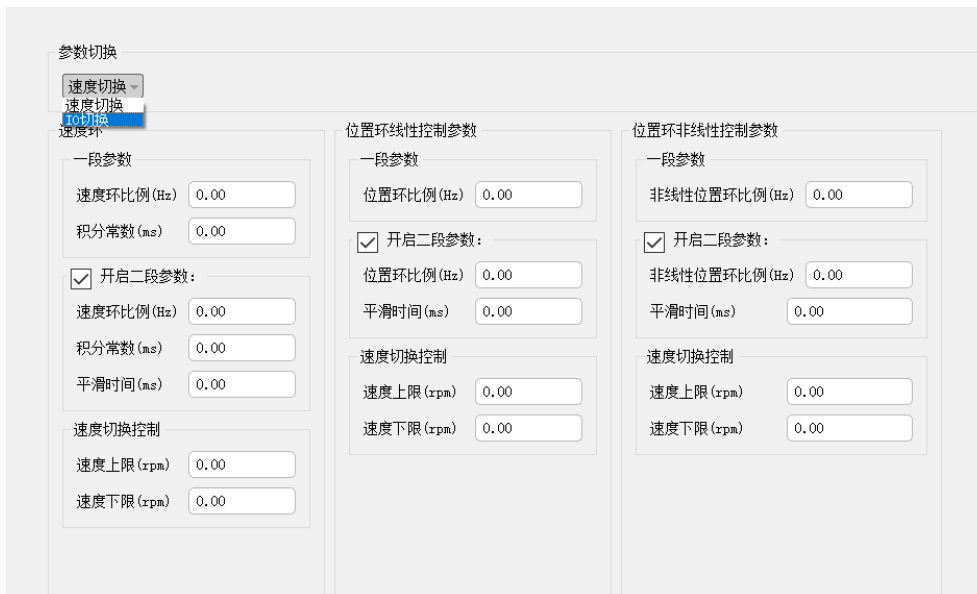 参数切换
速度切换
速度切换
IO切换
速度环
一段参数
速度环比例(Hz) 0.00
积分常数(ms) 0.00
开启二段参数：
速度环比例(Hz) 0.00
积分常数(ms) 0.00
平滑时间(ms) 0.00
速度切换控制
速度上限(rpm) 0.00
速度下限(rpm) 0.00
位置环线性控制参数
一段参数
位置环比例(Hz) 0.00
开启二段参数：
位置环比例(Hz) 0.00
平滑时间(ms) 0.00
速度切换控制
速度上限(rpm) 0.00
速度下限(rpm) 0.00
位置环非线性控制参数
一段参数
非线性位置环比例(Hz) 0.00
开启二段参数：
非线性位置环比例(Hz) 0.00
平滑时间(ms) 0.00
速度切换控制
速度上限(rpm) 0.00
速度下限(rpm) 0.00